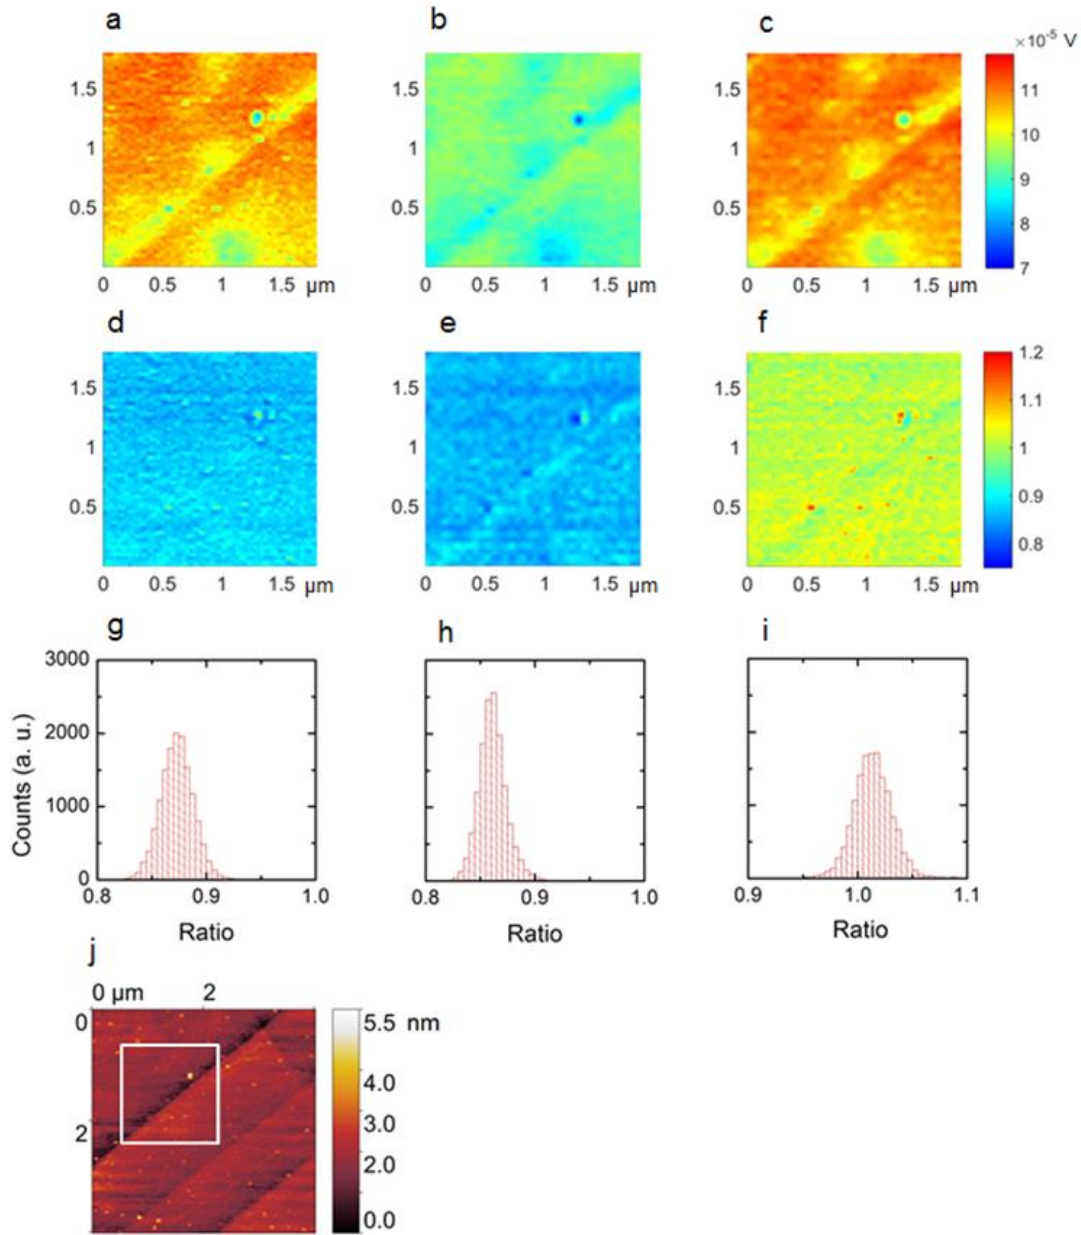 a b c
×10⁻⁵ V
1.5 1.5 1.5 11
10
1 1 1 9
0.5 0.5 0.5 8
7
0 0.5 1 1.5 µm 0 0.5 1 1.5 µm 0 0.5 1 1.5 µm
d e f
1.2
1.5 1.5 1.5 1.1
1 1 1 1
0.5 0.5 0.5 0.9
0.8
0 0.5 1 1.5 µm 0 0.5 1 1.5 µm 0 0.5 1 1.5 µm
g h i
3000
2000
1000
0
Counts (a. u.)
0.8 0.9 1.0 0.8 0.9 1.0 0.9 1.0 1.1
Ratio Ratio Ratio
j
0 µm 2
0 5.5 nm
4.0
3.0
2 2.0
0.0